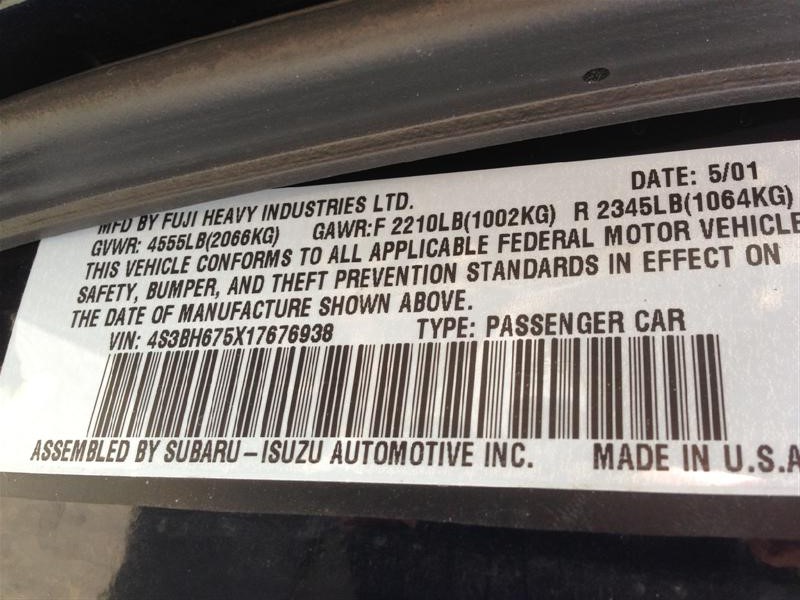 DATE: 5/01
MFD BY FUJI HEAVY INDUSTRIES LTD.
GVWR: 4555LB(2066KG) GAWR:F 2210LB(1002KG) R 2345LB(1064KG)
THIS VEHICLE CONFORMS TO ALL APPLICABLE FEDERAL MOTOR VEHICLE
SAFETY, BUMPER, AND THEFT PREVENTION STANDARDS IN EFFECT ON
THE DATE OF MANUFACTURE SHOWN ABOVE.
VIN: 4S3BH675X17676938 TYPE: PASSENGER CAR
ASSEMBLED BY SUBARU-ISUZU AUTOMOTIVE INC. MADE IN U.S.A